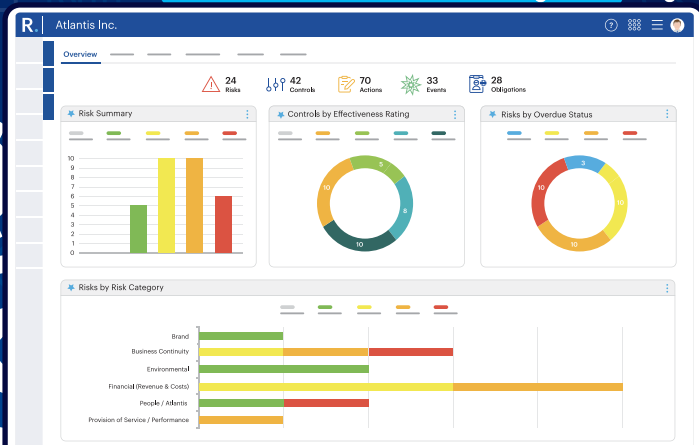 R. Atlantis Inc. ?
Overview
24 Risks
42 Controls
70 Actions
33 Events
28 Obligations
Risk Summary
10
9
8
7
6
5
4
3
2
1
0
Controls by Effectiveness Rating
5
8
10
10
Risks by Overdue Status
3
10
10
10
Risks by Risk Category
Brand
Business Continuity
Environmental
Financial (Revenue & Costs)
People / Atlantis
Provision of Service / Performance